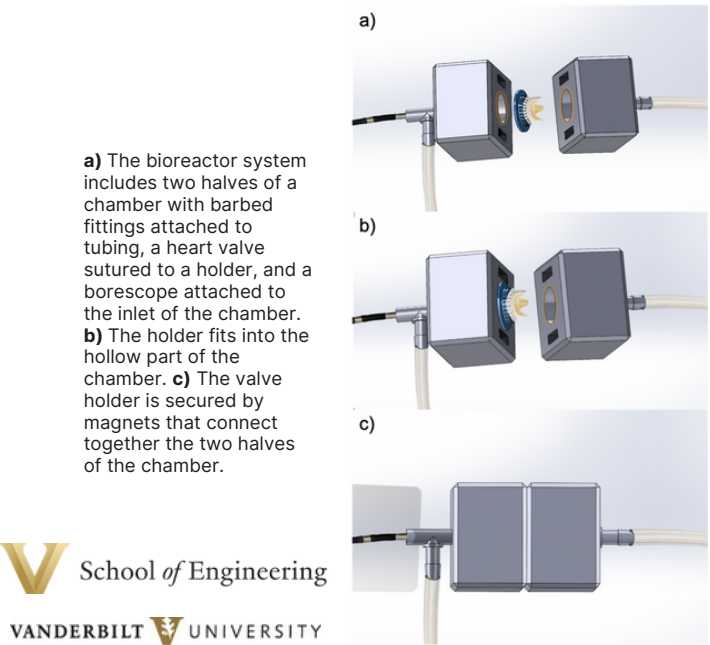 a)
a) The bioreactor system
includes two halves of a
chamber with barbed
fittings attached to
tubing, a heart valve
sutured to a holder, and a
borescope attached to
the inlet of the chamber.
b) The holder fits into the
hollow part of the
chamber. c) The valve
holder is secured by
magnets that connect
together the two halves
of the chamber.
b)
c)
V School of Engineering
VANDERBILT V UNIVERSITY